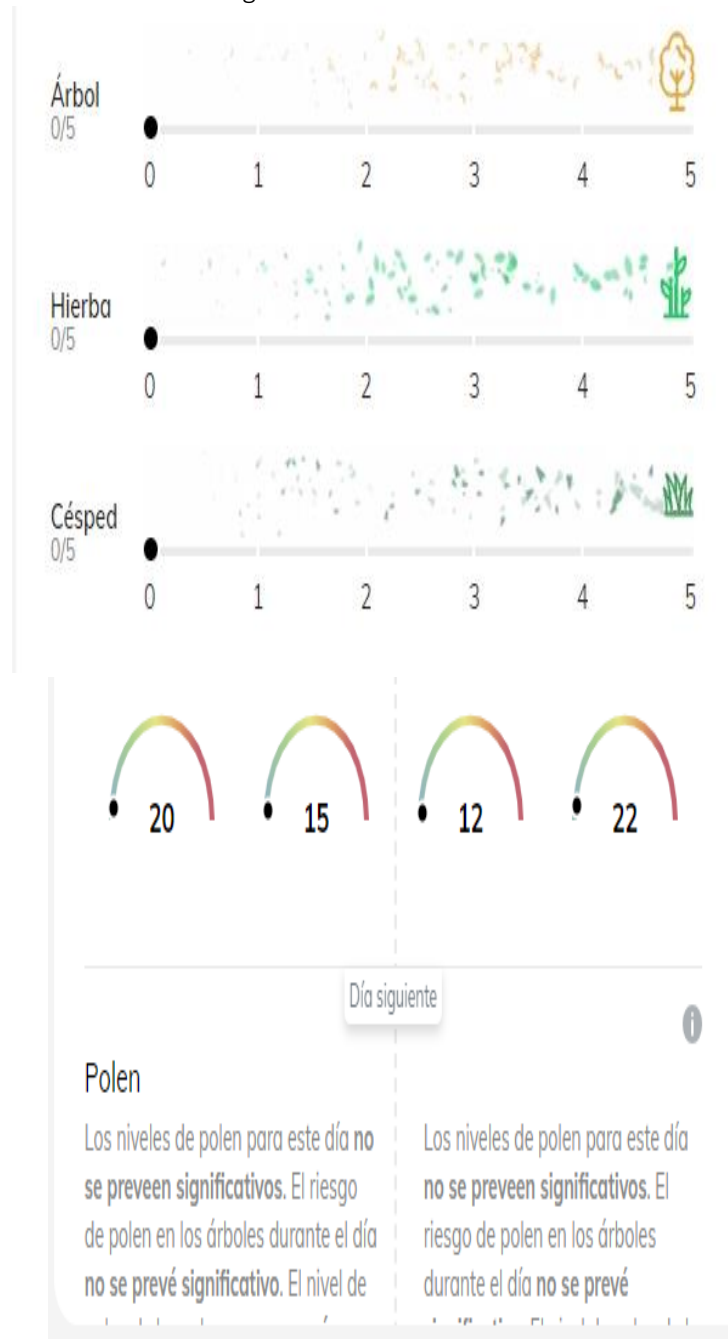 Árbol
0/5
0 1 2 3 4 5
Hierba
0/5
0 1 2 3 4 5
Césped
0/5
0 1 2 3 4 5
20 15 12 22
Día siguiente
i
Polen
Los niveles de polen para este día no
se preveen significativos. El riesgo
de polen en los árboles durante el día
no se prevé significativo. El nivel de
Los niveles de polen para este día
no se preveen significativos. El
riesgo de polen en los árboles
durante el día no se prevé